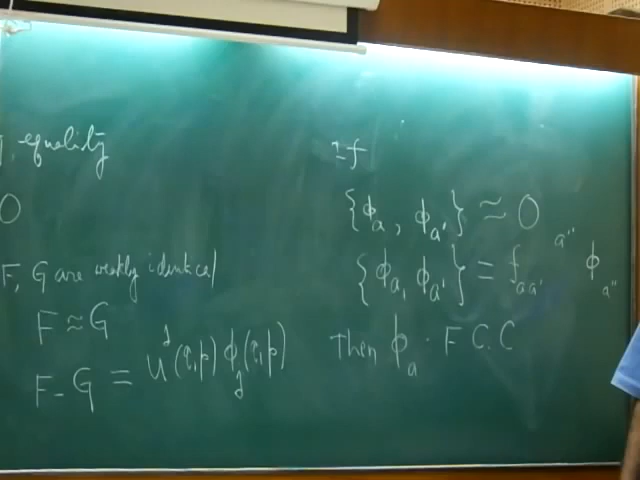 equality
0
F, G are weakly identical
F ≈ G
F - G = u^j(q,p) ϕ_j(q,p)
If
{ϕ_a, ϕ_a'} ≈ 0
{ϕ_a, ϕ_a'} = f_aa'^a'' ϕ_a''
Then ϕ_a : F C.C